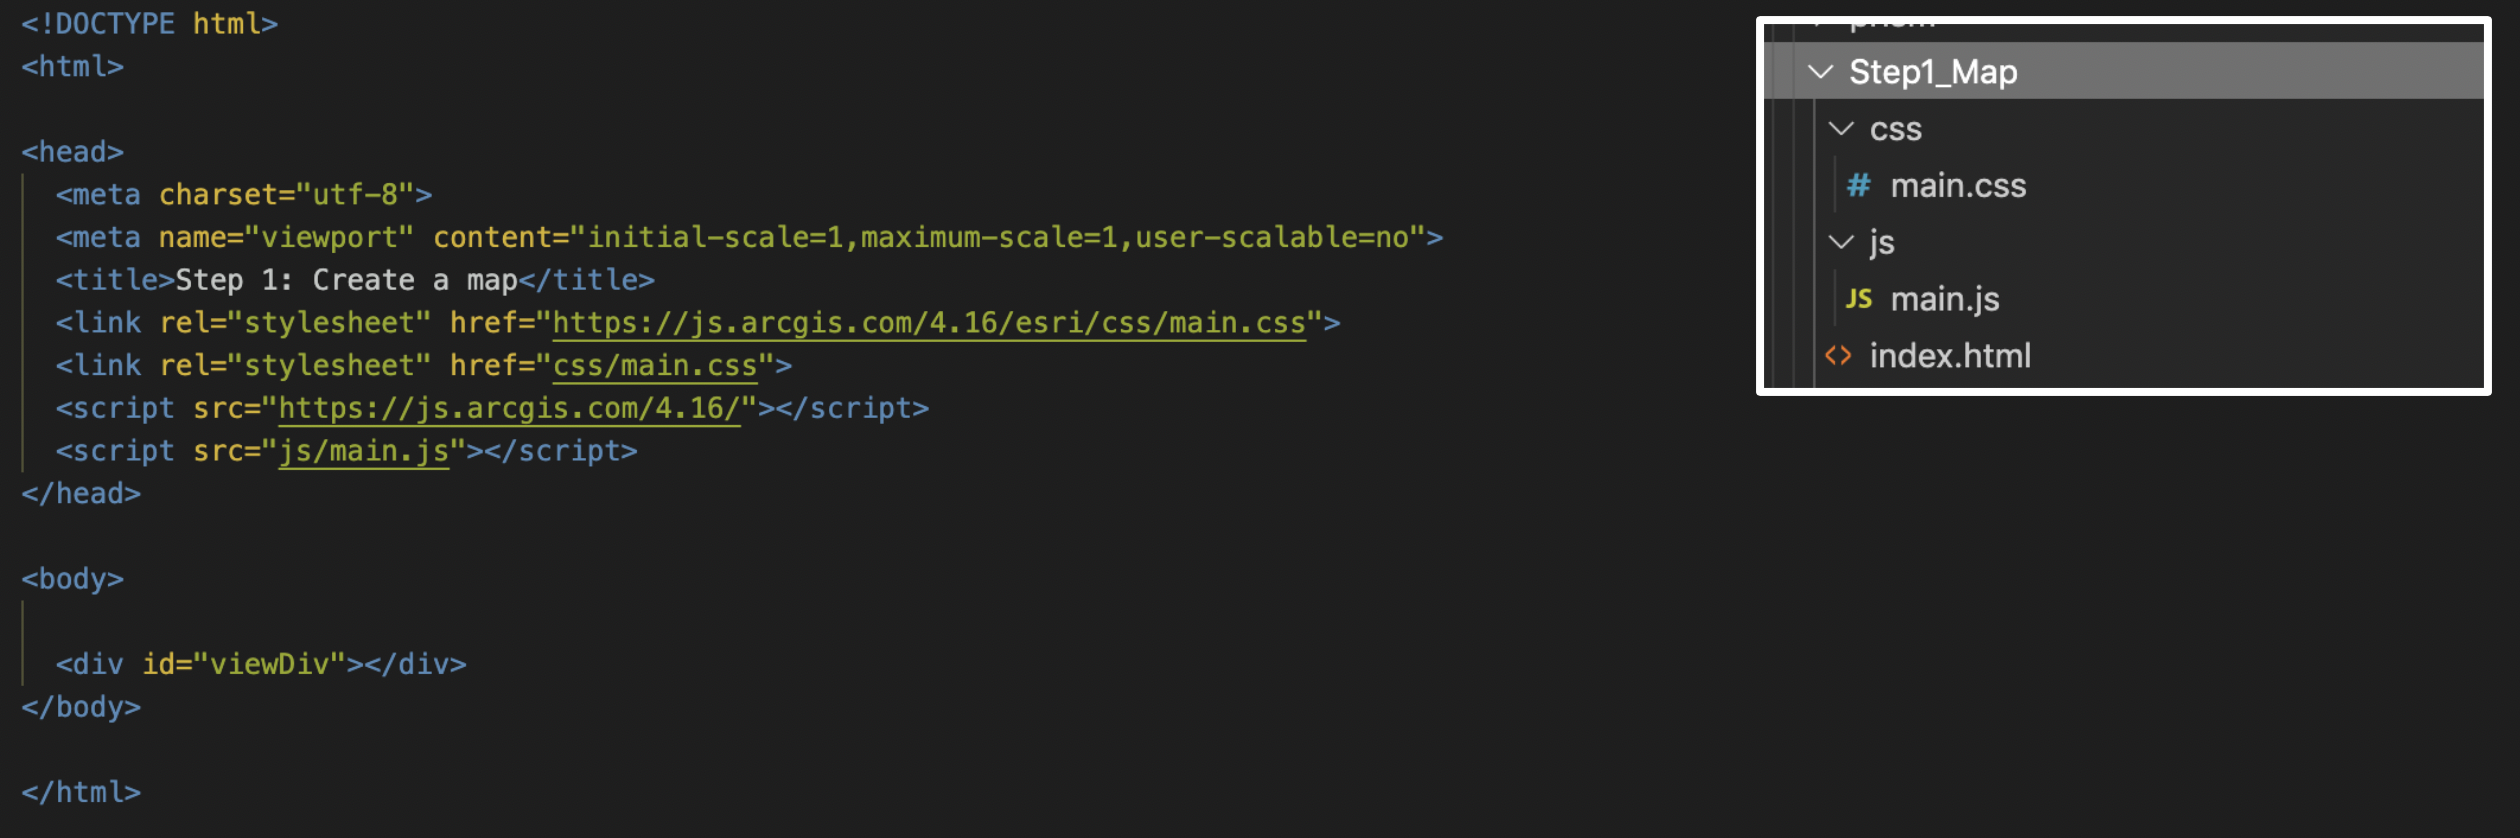 <!DOCTYPE html>
<html>
<head>
<meta charset="utf-8">
<meta name="viewport" content="initial-scale=1,maximum-scale=1,user-scalable=no">
<title>Step 1: Create a map</title>
<link rel="stylesheet" href="https://js.arcgis.com/4.16/esri/css/main.css">
<link rel="stylesheet" href="css/main.css">
<script src="https://js.arcgis.com/4.16/"></script>
<script src="js/main.js"></script>
</head>
<body>
<div id="viewDiv"></div>
</body>
</html>
Step1_Map
css
# main.css
js
JS main.js
<> index.html